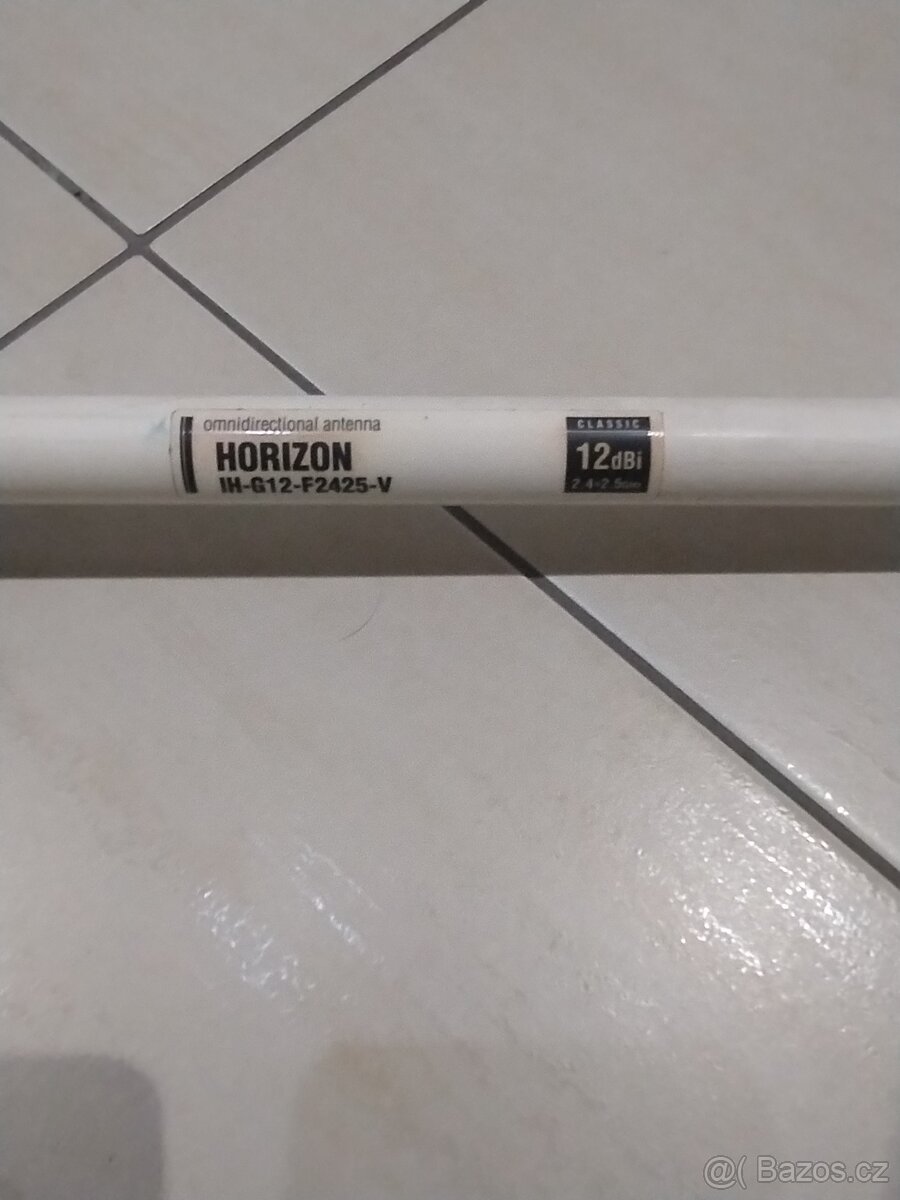 omnidirectional antenna
HORIZON
IH-G12-F2425-V
CLASSIC
12dBi
2.4-2.5GHz
@( Bazos.cz